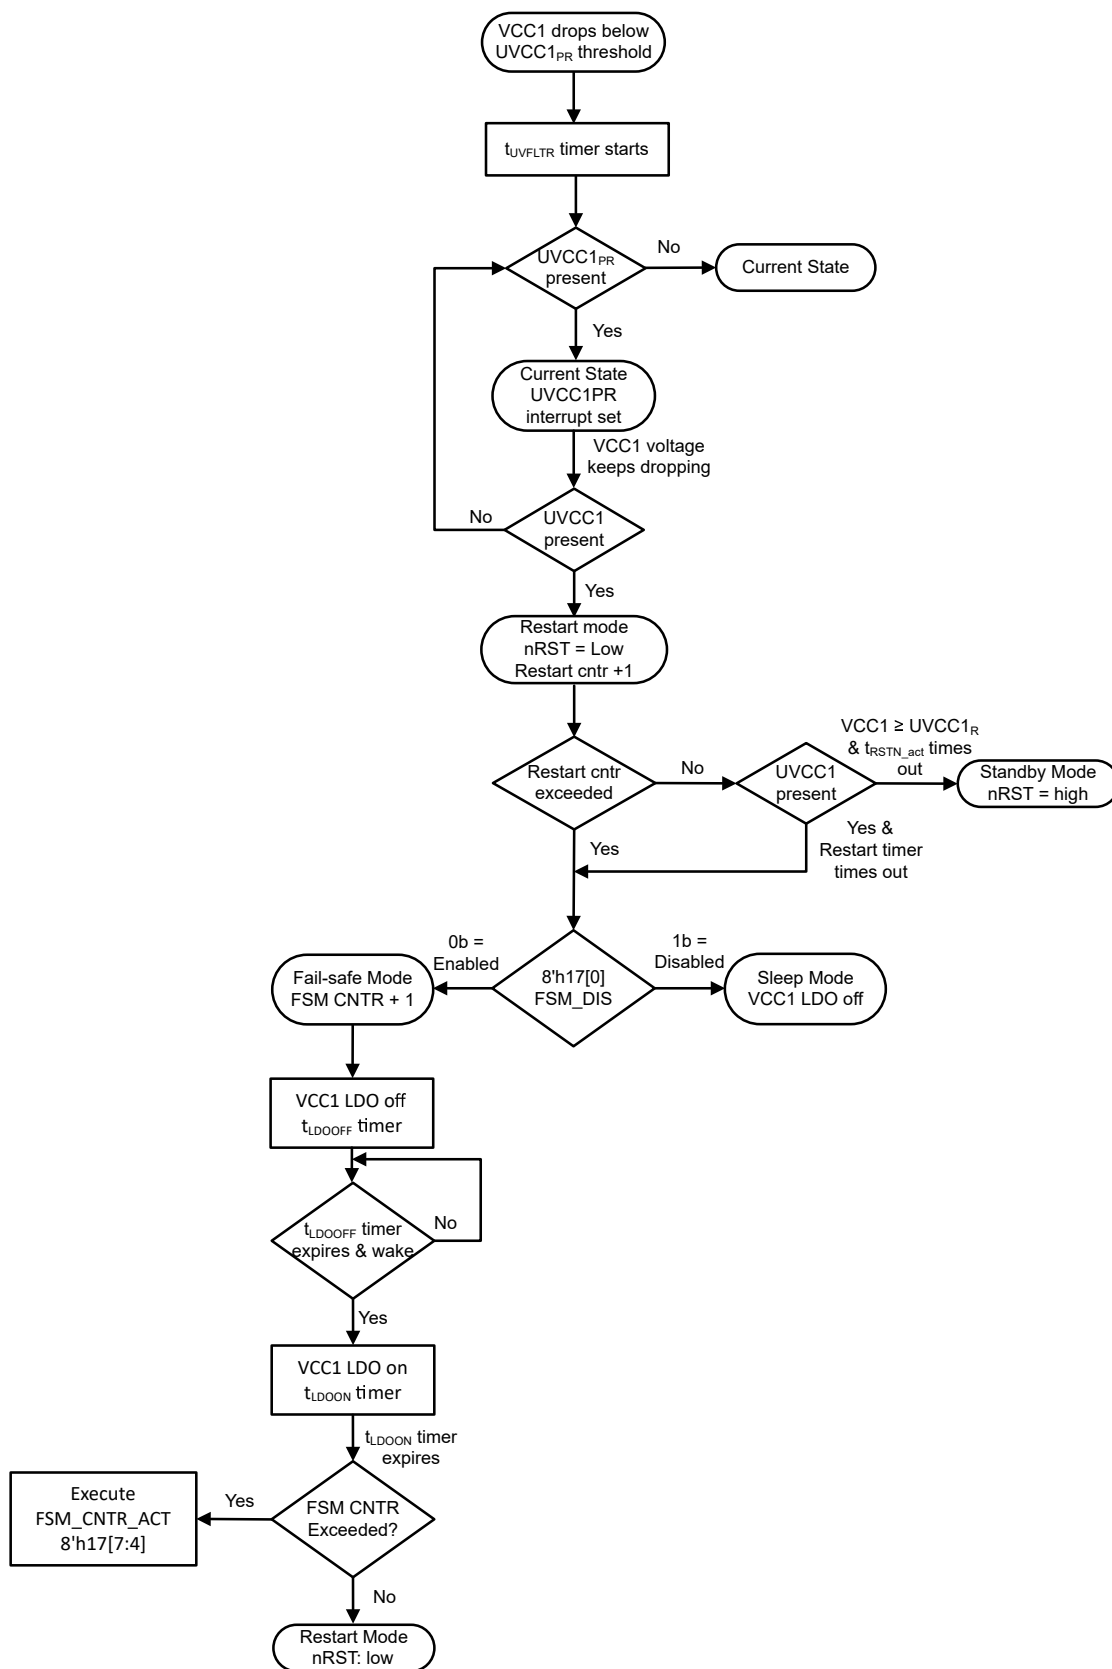 VCC1 drops below
UVCC1PR threshold
tUVFLTR timer starts
UVCC1PR
present
No
Current State
Yes
Current State
UVCC1PR
interrupt set
VCC1 voltage
keeps dropping
No
UVCC1
present
Yes
Restart mode
nRST = Low
Restart cntr +1
Restart cntr
exceeded
No
UVCC1
present
VCC1 ≥ UVCC1R
& tRSTN_act times
out
Standby Mode
nRST = high
Yes
Yes &
Restart timer
times out
0b =
Enabled
8'h17[0]
FSM_DIS
1b =
Disabled
Fail-safe Mode
FSM CNTR + 1
Sleep Mode
VCC1 LDO off
VCC1 LDO off
tLDOOFF timer
tLDOOFF timer
expires & wake
No
Yes
VCC1 LDO on
tLDOON timer
tLDOON timer
expires
FSM CNTR
Exceeded?
Yes
Execute
FSM_CNTR_ACT
8'h17[7:4]
No
Restart Mode
nRST: low